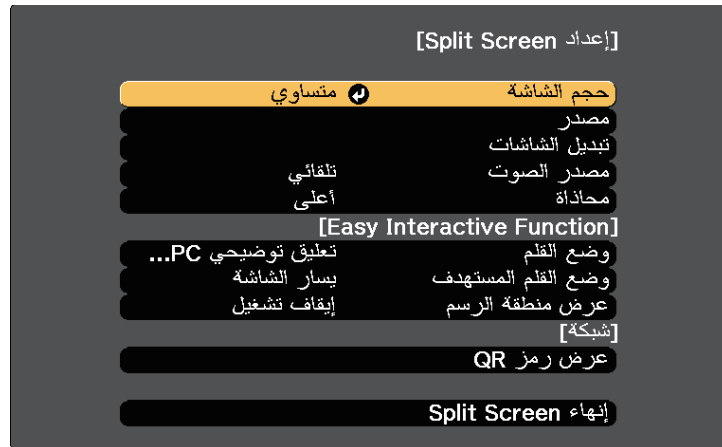 [إعداد Split Screen]
حجم الشاشة متساوي
مصدر
تبديل الشاشات
مصدر الصوت تلقائي
محاذاة أعلى
[Easy Interactive Function]
وضع القلم تعليق توضيحي PC...
وضع القلم المستهدف يسار الشاشة
عرض منطقة الرسم إيقاف تشغيل
[شبكة]
عرض رمز QR
إنهاء Split Screen